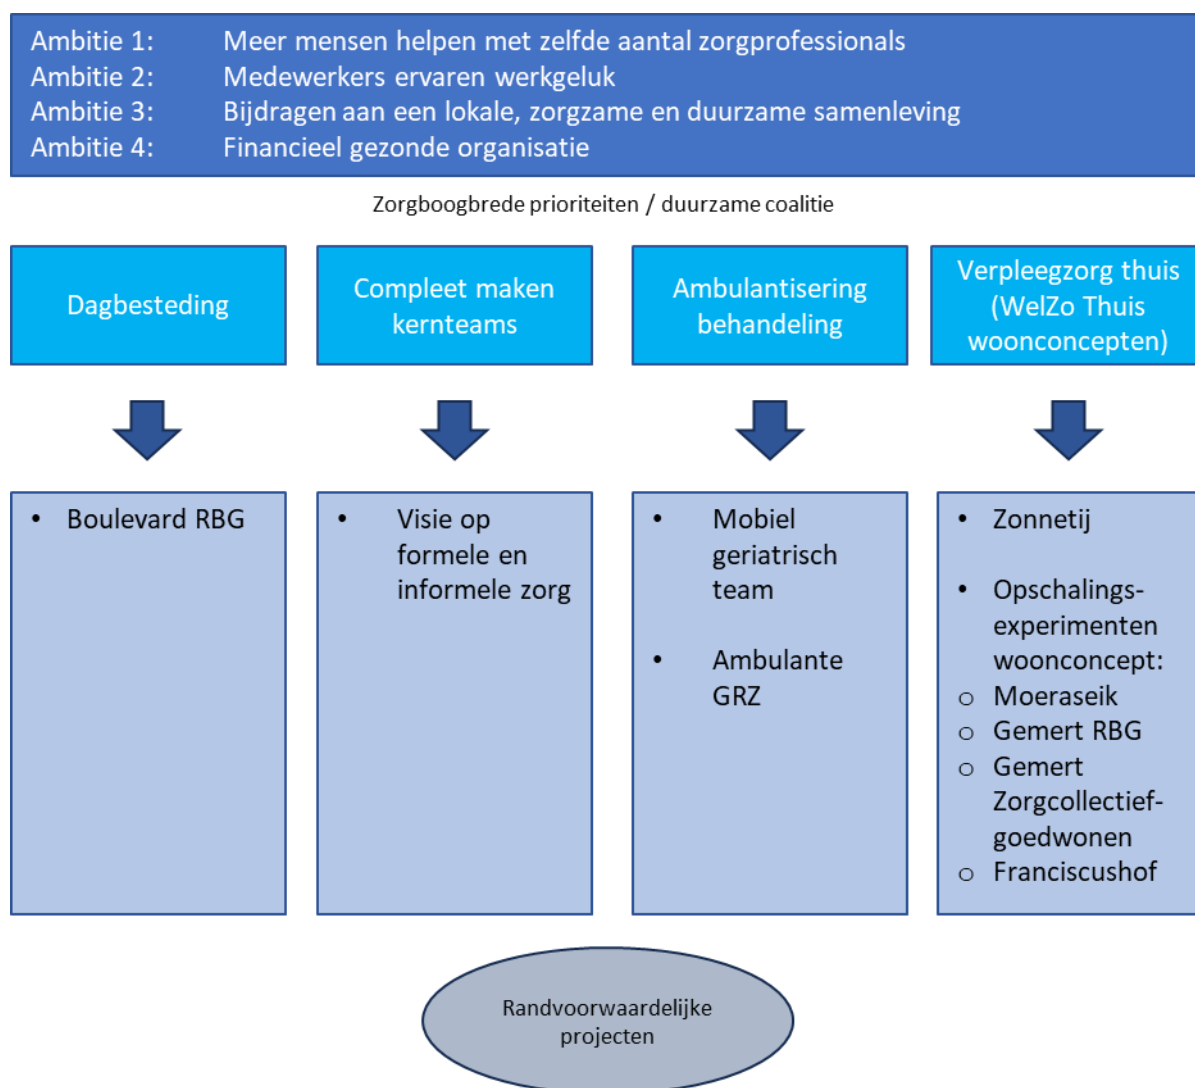 Ambitie 1: Meer mensen helpen met zelfde aantal zorgprofessionals
Ambitie 2: Medewerkers ervaren werkgeluk
Ambitie 3: Bijdragen aan een lokale, zorgzame en duurzame samenleving
Ambitie 4: Financieel gezonde organisatie
Zorgboogbrede prioriteiten / duurzame coalitie
Dagbesteding
Compleet maken
kernteams
Ambulantisering
behandeling
Verpleegzorg thuis
(WelZo Thuis
woonconcepten)
• Boulevard RBG
• Visie op
formele en
informele zorg
• Mobiel
geriatrisch
team
• Ambulante
GRZ
• Zonnetij
• Opschalings-
experimenten
woonconcept:
o Moeraseik
o Gemert RBG
o Gemert
Zorgcollectief-
goedwonen
o Franciscushof
Randvoorwaardelijke
projecten